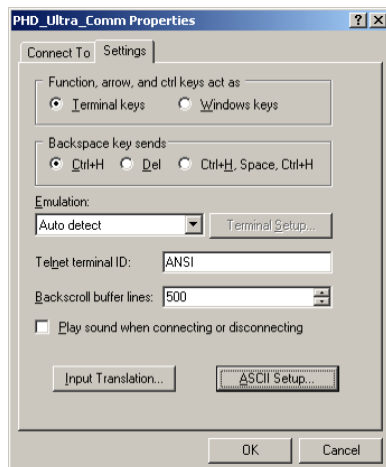 PHD_Ultra_Comm Properties
Connect To Settings
Function, arrow, and ctrl keys act as
Terminal keys Windows keys
Backspace key sends
Ctrl+H Del Ctrl+H, Space, Ctrl+H
Emulation:
Auto detect Terminal Setup...
Telnet terminal ID: ANSI
Backscroll buffer lines: 500
Play sound when connecting or disconnecting
Input Translation... ASCII Setup...
OK Cancel